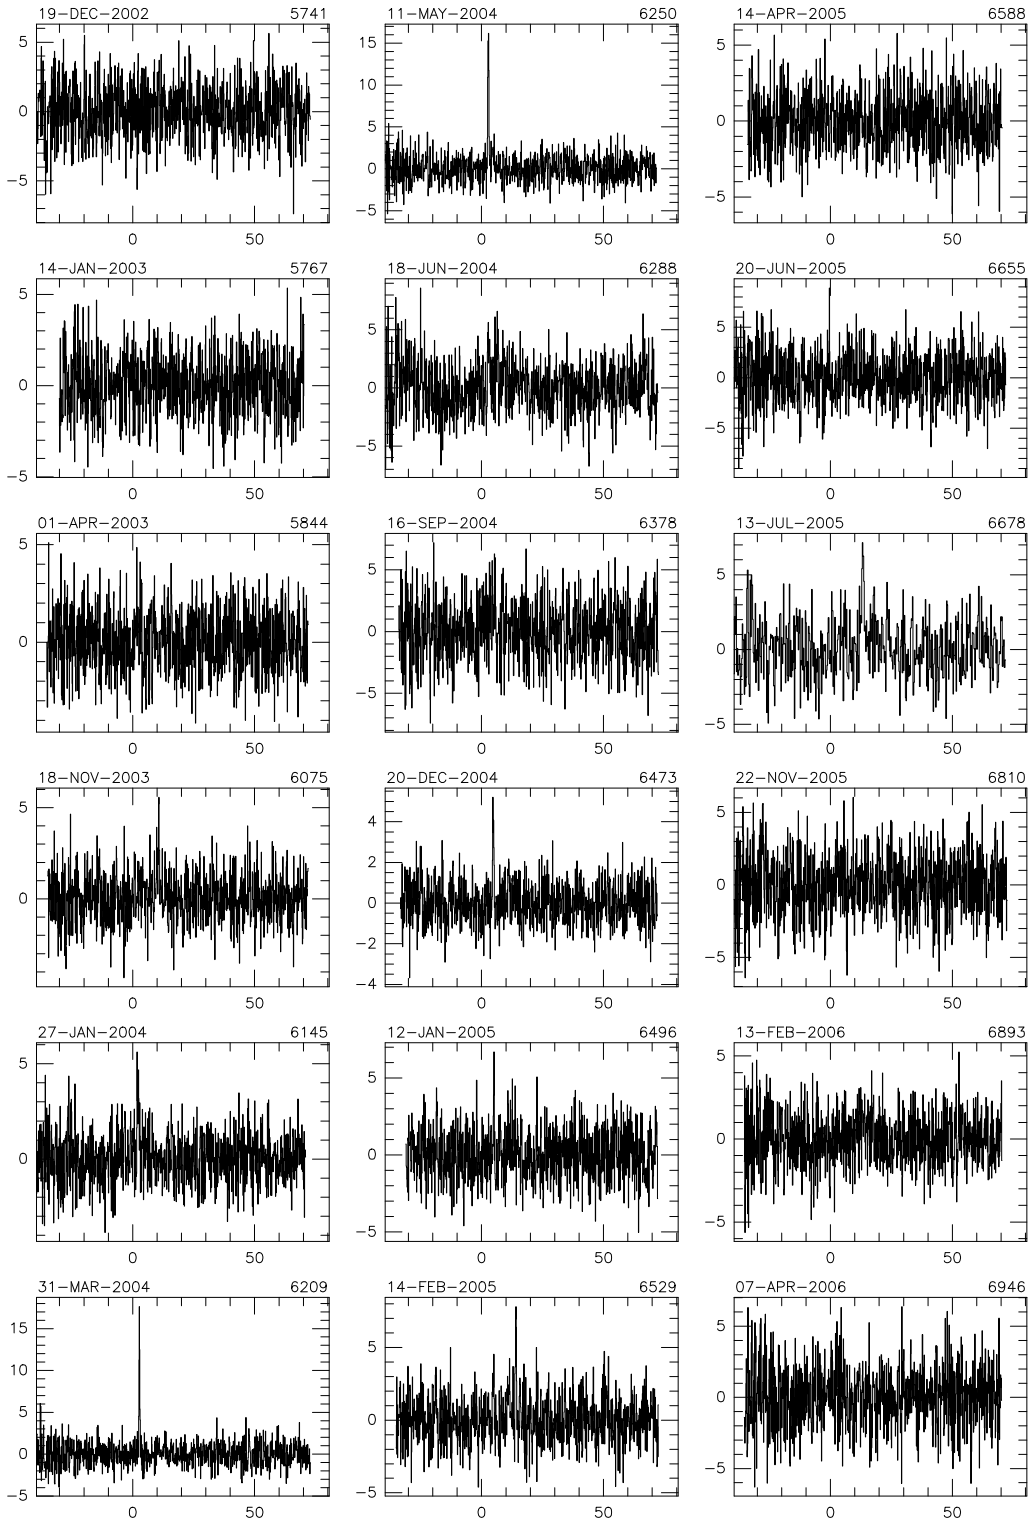 19-DEC-2002 5741 11-MAY-2004 6250 14-APR-2005 6588
5 0 -5 15 10 5 0 -5 5 0 -5
0 50 0 50 0 50
14-JAN-2003 5767 18-JUN-2004 6288 20-JUN-2005 6655
5 0 -5 5 0 -5 5 0 -5
0 50 0 50 0 50
01-APR-2003 5844 16-SEP-2004 6378 13-JUL-2005 6678
5 0 5 0 -5 5 0 -5
0 50 0 50 0 50
18-NOV-2003 6075 20-DEC-2004 6473 22-NOV-2005 6810
5 0 4 2 0 -2 -4 5 0 -5
0 50 0 50 0 50
27-JAN-2004 6145 12-JAN-2005 6496 13-FEB-2006 6893
5 0 5 0 -5 5 0 -5
0 50 0 50 0 50
31-MAR-2004 6209 14-FEB-2005 6529 07-APR-2006 6946
15 10 5 0 -5 5 0 -5 5 0 -5
0 50 0 50 0 50